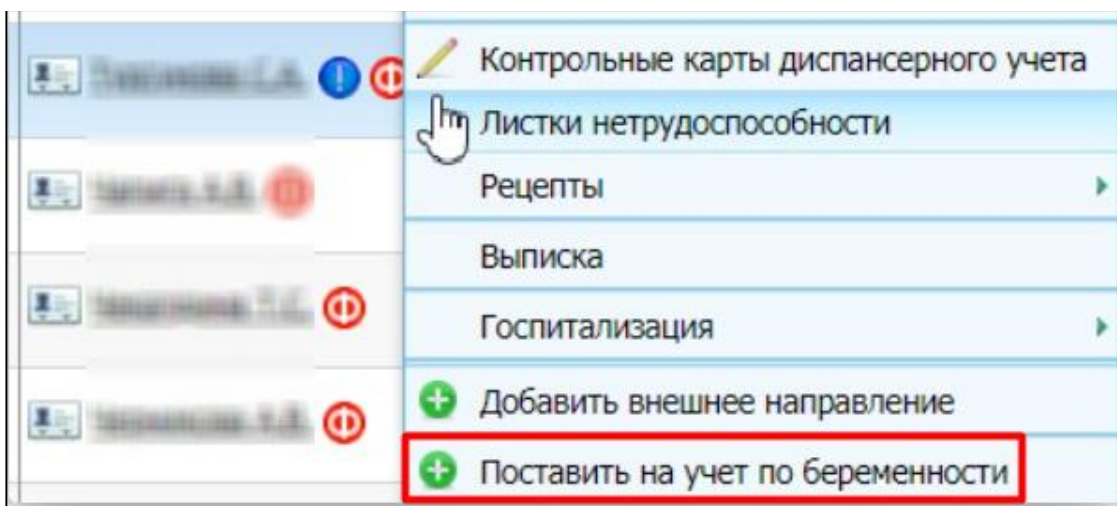 Контрольные карты диспансерного учета
Листки нетрудоспособности
Рецепты
Выписка
Госпитализация
Добавить внешнее направление
Поставить на учет по беременности